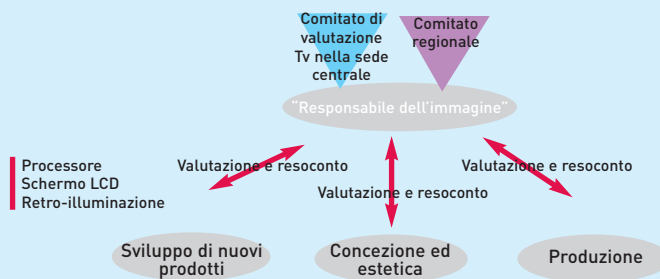 Comitato di
valutazione
Tv nella sede
centrale
Comitato
regionale
"Responsabile dell'immagine"
Processore
Schermo LCD
Retro-illuminazione
Valutazione e resoconto
Valutazione e resoconto
Valutazione e resoconto
Sviluppo di nuovi
prodotti
Concezione ed
estetica
Produzione